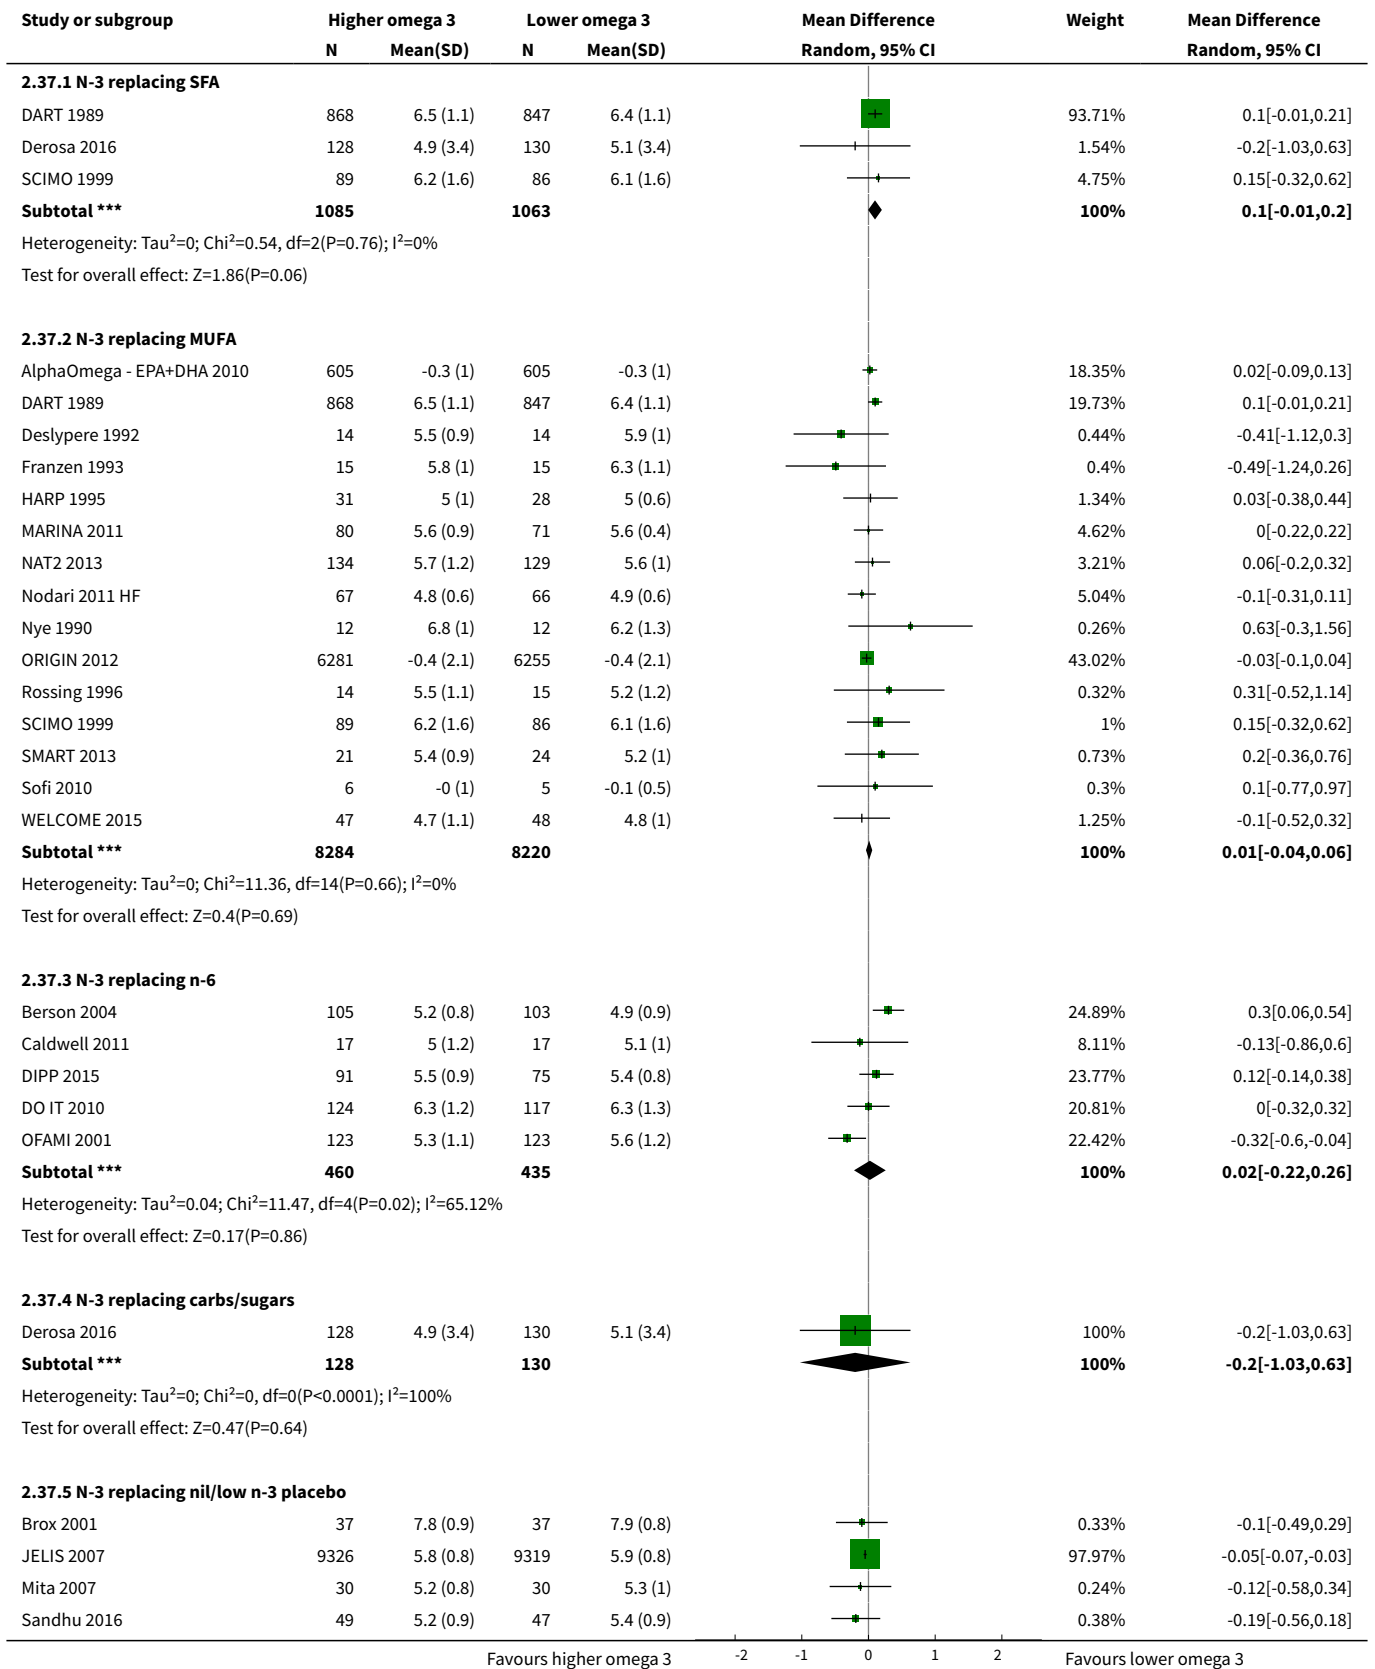 Study or subgroup Higher omega 3 Lower omega 3 Mean Difference Weight Mean Difference
N Mean(SD) N Mean(SD) Random, 95% CI Random, 95% CI
2.37.1 N-3 replacing SFA
DART 1989 868 6.5 (1.1) 847 6.4 (1.1) 93.71% 0.1[-0.01,0.21]
Derosa 2016 128 4.9 (3.4) 130 5.1 (3.4) 1.54% -0.2[-1.03,0.63]
SCIMO 1999 89 6.2 (1.6) 86 6.1 (1.6) 4.75% 0.15[-0.32,0.62]
Subtotal *** 1085 1063 100% 0.1[-0.01,0.2]
Heterogeneity: Tau²=0; Chi²=0.54, df=2(P=0.76); I²=0%
Test for overall effect: Z=1.86(P=0.06)
2.37.2 N-3 replacing MUFA
AlphaOmega - EPA+DHA 2010 605 -0.3 (1) 605 -0.3 (1) 18.35% 0.02[-0.09,0.13]
DART 1989 868 6.5 (1.1) 847 6.4 (1.1) 19.73% 0.1[-0.01,0.21]
Deslypere 1992 14 5.5 (0.9) 14 5.9 (1) 0.44% -0.41[-1.12,0.3]
Franzen 1993 15 5.8 (1) 15 6.3 (1.1) 0.4% -0.49[-1.24,0.26]
HARP 1995 31 5 (1) 28 5 (0.6) 1.34% 0.03[-0.38,0.44]
MARINA 2011 80 5.6 (0.9) 71 5.6 (0.4) 4.62% 0[-0.22,0.22]
NAT2 2013 134 5.7 (1.2) 129 5.6 (1) 3.21% 0.06[-0.2,0.32]
Nodari 2011 HF 67 4.8 (0.6) 66 4.9 (0.6) 5.04% -0.1[-0.31,0.11]
Nye 1990 12 6.8 (1) 12 6.2 (1.3) 0.26% 0.63[-0.3,1.56]
ORIGIN 2012 6281 -0.4 (2.1) 6255 -0.4 (2.1) 43.02% -0.03[-0.1,0.04]
Rossing 1996 14 5.5 (1.1) 15 5.2 (1.2) 0.32% 0.31[-0.52,1.14]
SCIMO 1999 89 6.2 (1.6) 86 6.1 (1.6) 1% 0.15[-0.32,0.62]
SMART 2013 21 5.4 (0.9) 24 5.2 (1) 0.73% 0.2[-0.36,0.76]
Sofi 2010 6 -0 (1) 5 -0.1 (0.5) 0.3% 0.1[-0.77,0.97]
WELCOME 2015 47 4.7 (1.1) 48 4.8 (1) 1.25% -0.1[-0.52,0.32]
Subtotal *** 8284 8220 100% 0.01[-0.04,0.06]
Heterogeneity: Tau²=0; Chi²=11.36, df=14(P=0.66); I²=0%
Test for overall effect: Z=0.4(P=0.69)
2.37.3 N-3 replacing n-6
Berson 2004 105 5.2 (0.8) 103 4.9 (0.9) 24.89% 0.3[0.06,0.54]
Caldwell 2011 17 5 (1.2) 17 5.1 (1) 8.11% -0.13[-0.86,0.6]
DIPP 2015 91 5.5 (0.9) 75 5.4 (0.8) 23.77% 0.12[-0.14,0.38]
DO IT 2010 124 6.3 (1.2) 117 6.3 (1.3) 20.81% 0[-0.32,0.32]
OFAMI 2001 123 5.3 (1.1) 123 5.6 (1.2) 22.42% -0.32[-0.6,-0.04]
Subtotal *** 460 435 100% 0.02[-0.22,0.26]
Heterogeneity: Tau²=0.04; Chi²=11.47, df=4(P=0.02); I²=65.12%
Test for overall effect: Z=0.17(P=0.86)
2.37.4 N-3 replacing carbs/sugars
Derosa 2016 128 4.9 (3.4) 130 5.1 (3.4) 100% -0.2[-1.03,0.63]
Subtotal *** 128 130 100% -0.2[-1.03,0.63]
Heterogeneity: Tau²=0; Chi²=0, df=0(P<0.0001); I²=100%
Test for overall effect: Z=0.47(P=0.64)
2.37.5 N-3 replacing nil/low n-3 placebo
Brox 2001 37 7.8 (0.9) 37 7.9 (0.8) 0.33% -0.1[-0.49,0.29]
JELIS 2007 9326 5.8 (0.8) 9319 5.9 (0.8) 97.97% -0.05[-0.07,-0.03]
Mita 2007 30 5.2 (0.8) 30 5.3 (1) 0.24% -0.12[-0.58,0.34]
Sandhu 2016 49 5.2 (0.9) 47 5.4 (0.9) 0.38% -0.19[-0.56,0.18]
Favours higher omega 3 -2 -1 0 1 2 Favours lower omega 3